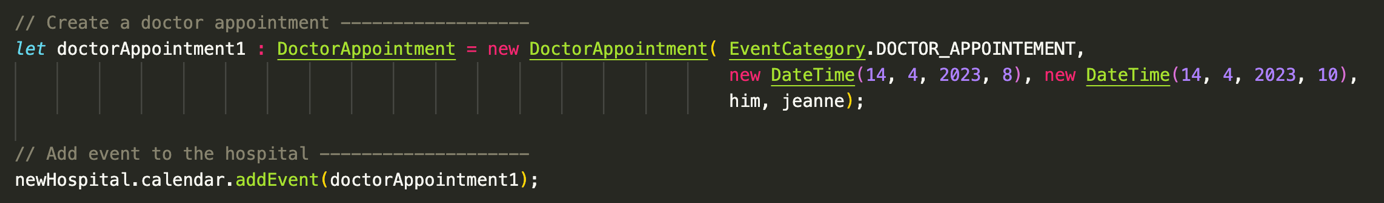 // Create a doctor appointment ------------------
let doctorAppointment1 : DoctorAppointment = new DoctorAppointment( EventCategory.DOCTOR_APPOINTEMENT,
new DateTime(14, 4, 2023, 8), new DateTime(14, 4, 2023, 10),
him, jeanne);
// Add event to the hospital --------------------
newHospital.calendar.addEvent(doctorAppointment1);